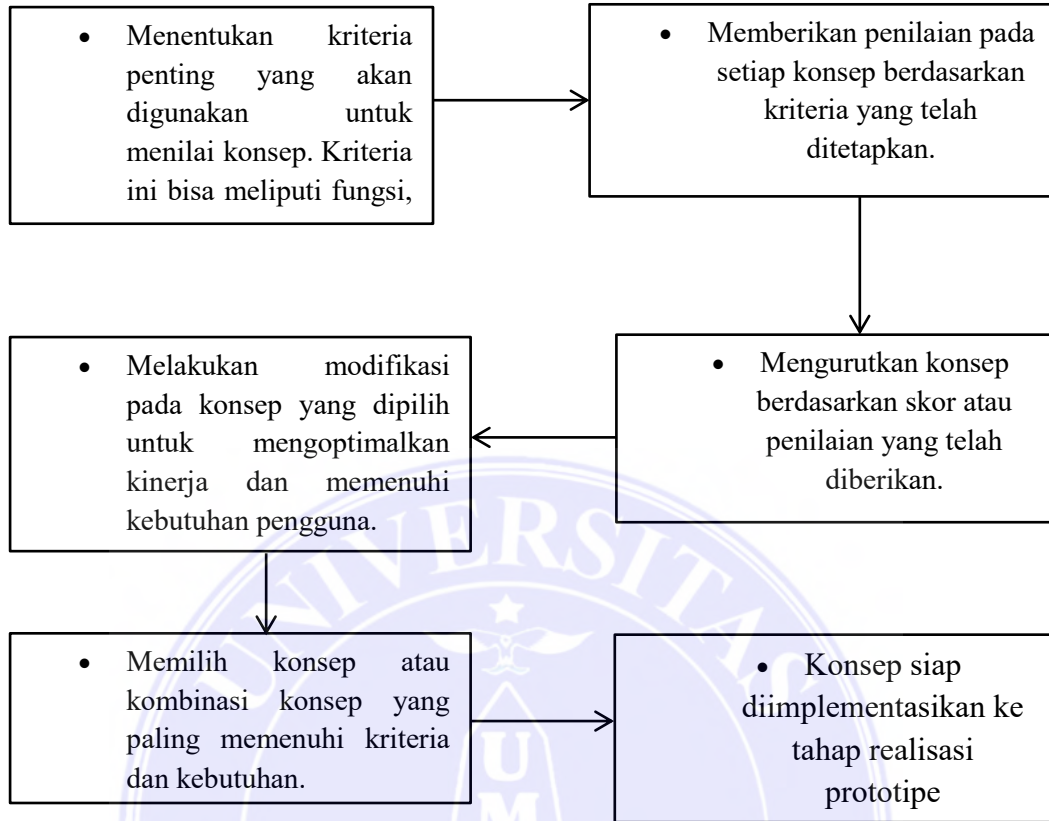 • Menentukan kriteria
penting yang akan
digunakan untuk
menilai konsep. Kriteria
ini bisa meliputi fungsi,
• Memberikan penilaian pada
setiap konsep berdasarkan
kriteria yang telah
ditetapkan.
• Mengurutkan konsep
berdasarkan skor atau
penilaian yang telah
diberikan.
• Melakukan modifikasi
pada konsep yang dipilih
untuk mengoptimalkan
kinerja dan memenuhi
kebutuhan pengguna.
• Memilih konsep atau
kombinasi konsep yang
paling memenuhi kriteria
dan kebutuhan.
• Konsep siap
diimplementasikan ke
tahap realisasi
prototipe
UNIVERSITAS
U
M